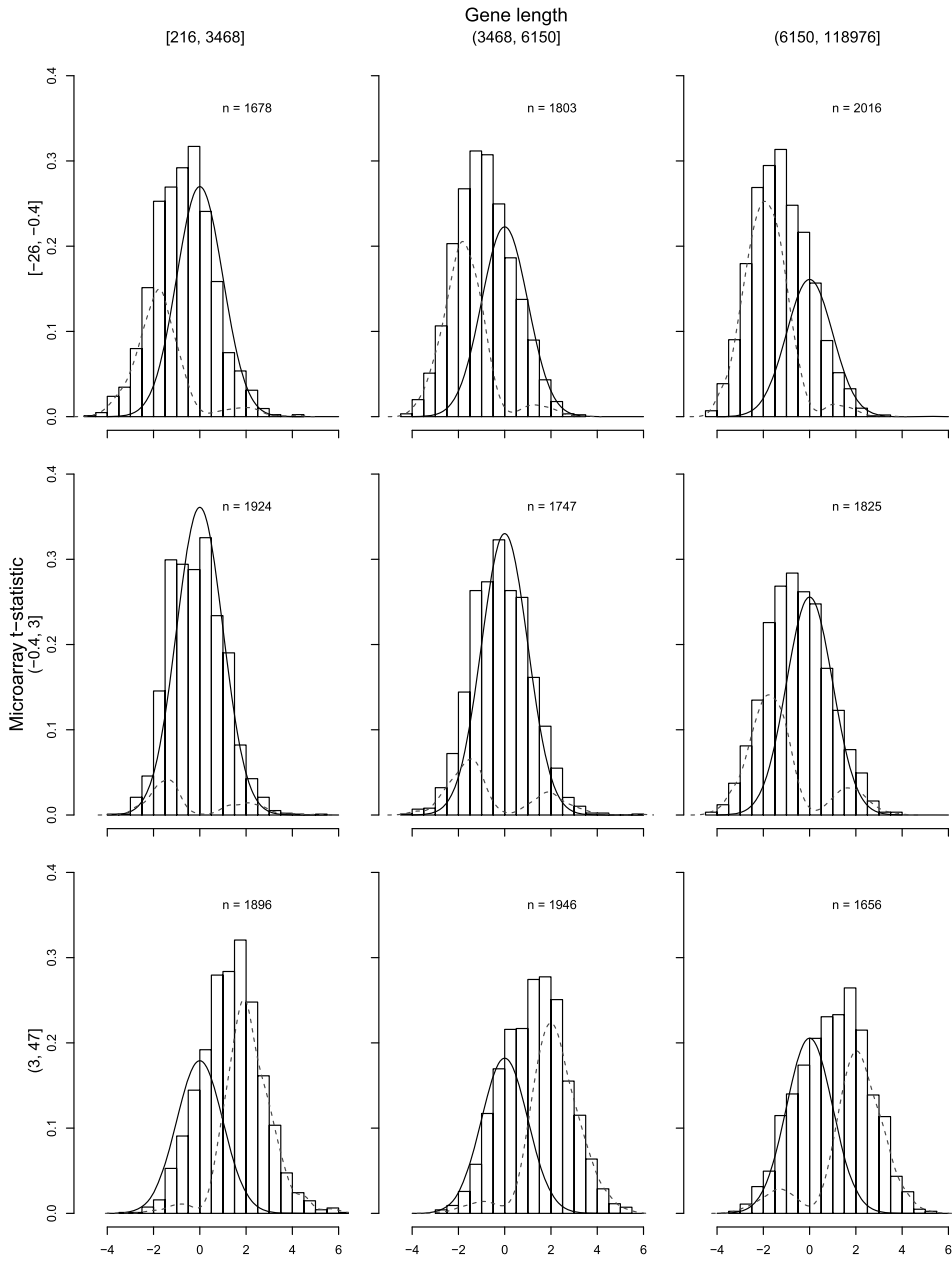 Gene length
[216, 3468] (3468, 6150] (6150, 118976]
Microarray t−statistic
[−26, −0.4]
0.0 0.1 0.2 0.3 0.4
n = 1678
n = 1803
n = 2016
(−0.4, 3]
0.0 0.1 0.2 0.3 0.4
n = 1924
n = 1747
n = 1825
(3, 47]
0.0 0.1 0.2 0.3 0.4
n = 1896
n = 1946
n = 1656
−4 −2 0 2 4 6
−4 −2 0 2 4 6
−4 −2 0 2 4 6